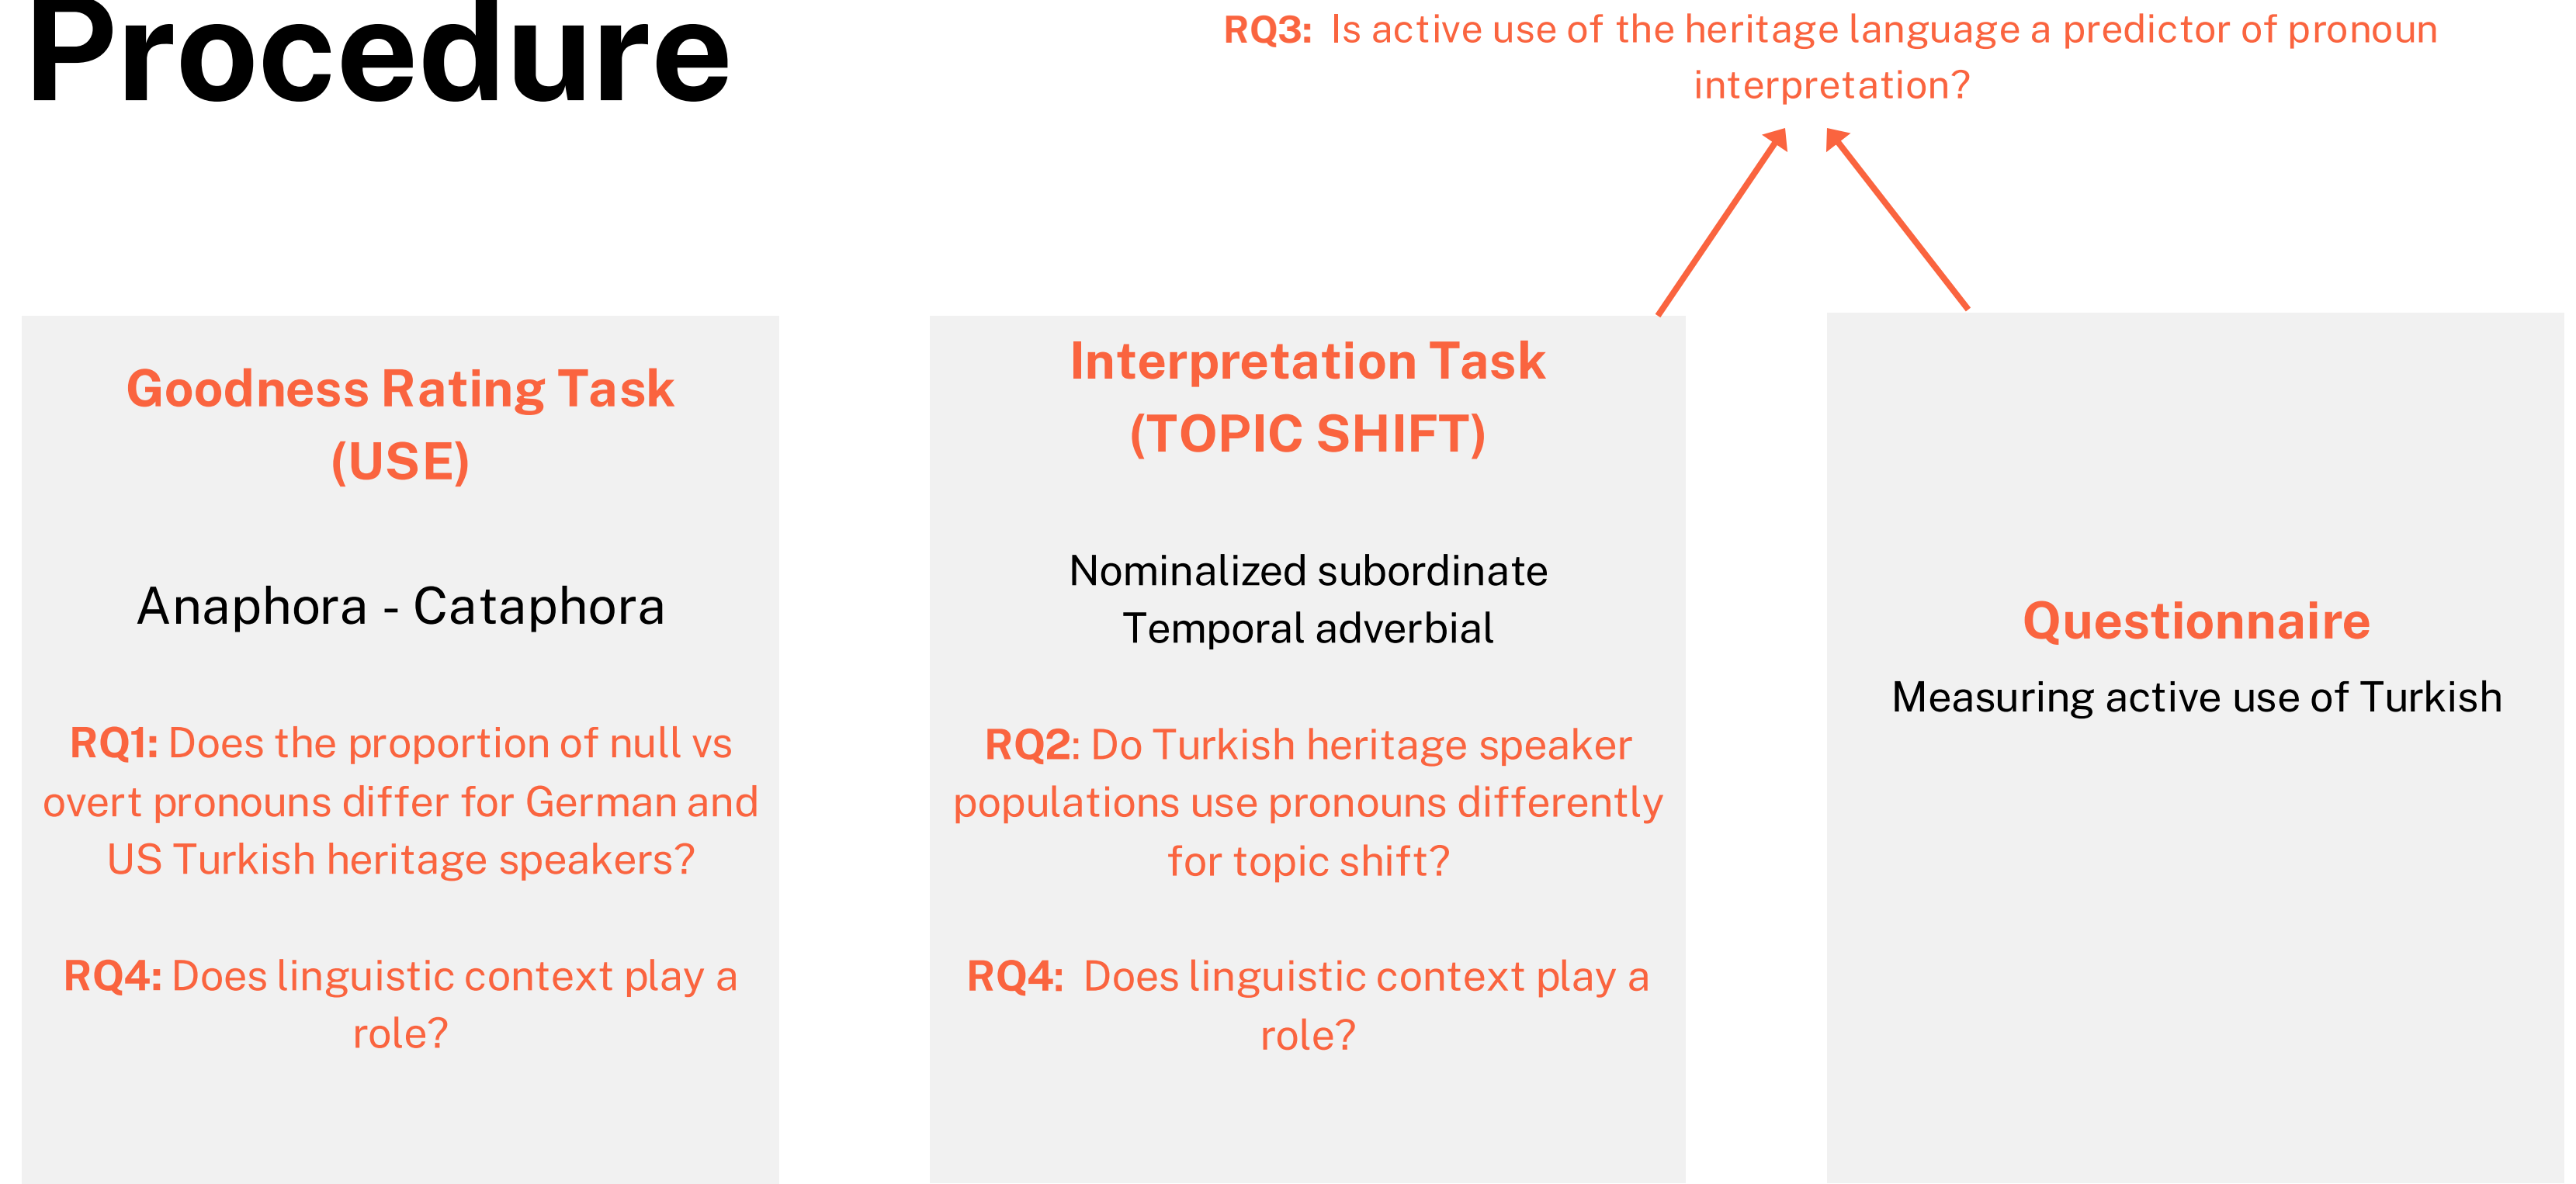 Procedure
RQ3: Is active use of the heritage language a predictor of pronoun
interpretation?
Goodness Rating Task
(USE)
Anaphora - Cataphora
RQ1: Does the proportion of null vs
overt pronouns differ for German and
US Turkish heritage speakers?
RQ4: Does linguistic context play a
role?
Interpretation Task
(TOPIC SHIFT)
Nominalized subordinate
Temporal adverbial
RQ2: Do Turkish heritage speaker
populations use pronouns differently
for topic shift?
RQ4: Does linguistic context play a
role?
Questionnaire
Measuring active use of Turkish